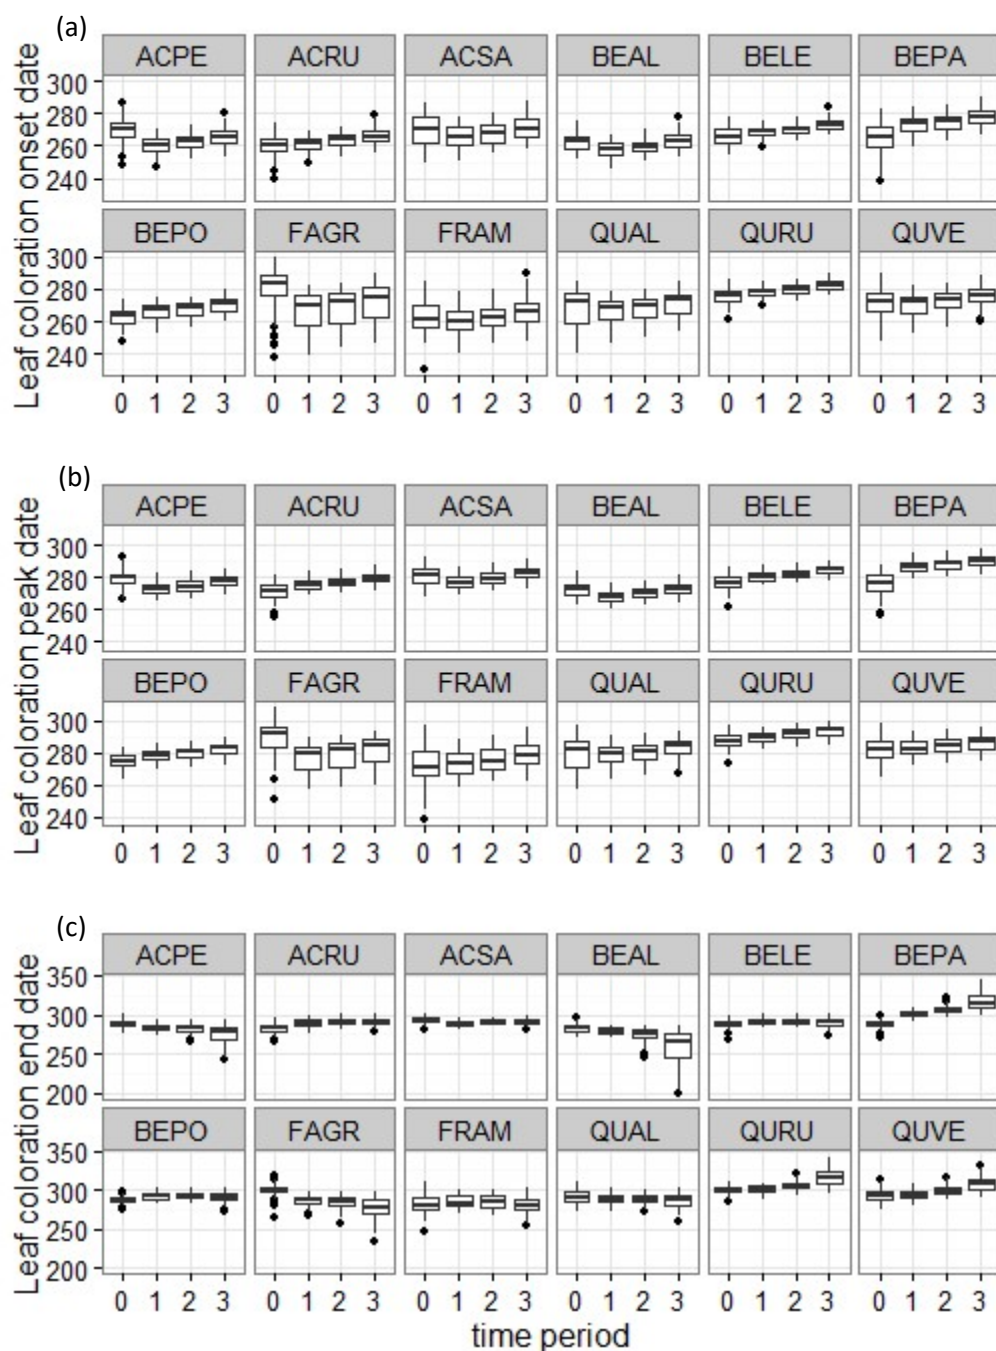 (a)
Leaf coloration onset date
ACPE ACRU ACSA BEAL BELE BEPA
300
280
260
240
BEPO FAGR FRAM QUAL QURU QUVE
300
280
260
240
0 1 2 3 0 1 2 3 0 1 2 3 0 1 2 3 0 1 2 3 0 1 2 3
(b)
Leaf coloration peak date
ACPE ACRU ACSA BEAL BELE BEPA
300
280
260
240
BEPO FAGR FRAM QUAL QURU QUVE
300
280
260
240
0 1 2 3 0 1 2 3 0 1 2 3 0 1 2 3 0 1 2 3 0 1 2 3
(c)
Leaf coloration end date
ACPE ACRU ACSA BEAL BELE BEPA
350
300
250
200
BEPO FAGR FRAM QUAL QURU QUVE
350
300
250
200
0 1 2 3 0 1 2 3 0 1 2 3 0 1 2 3 0 1 2 3 0 1 2 3
time period